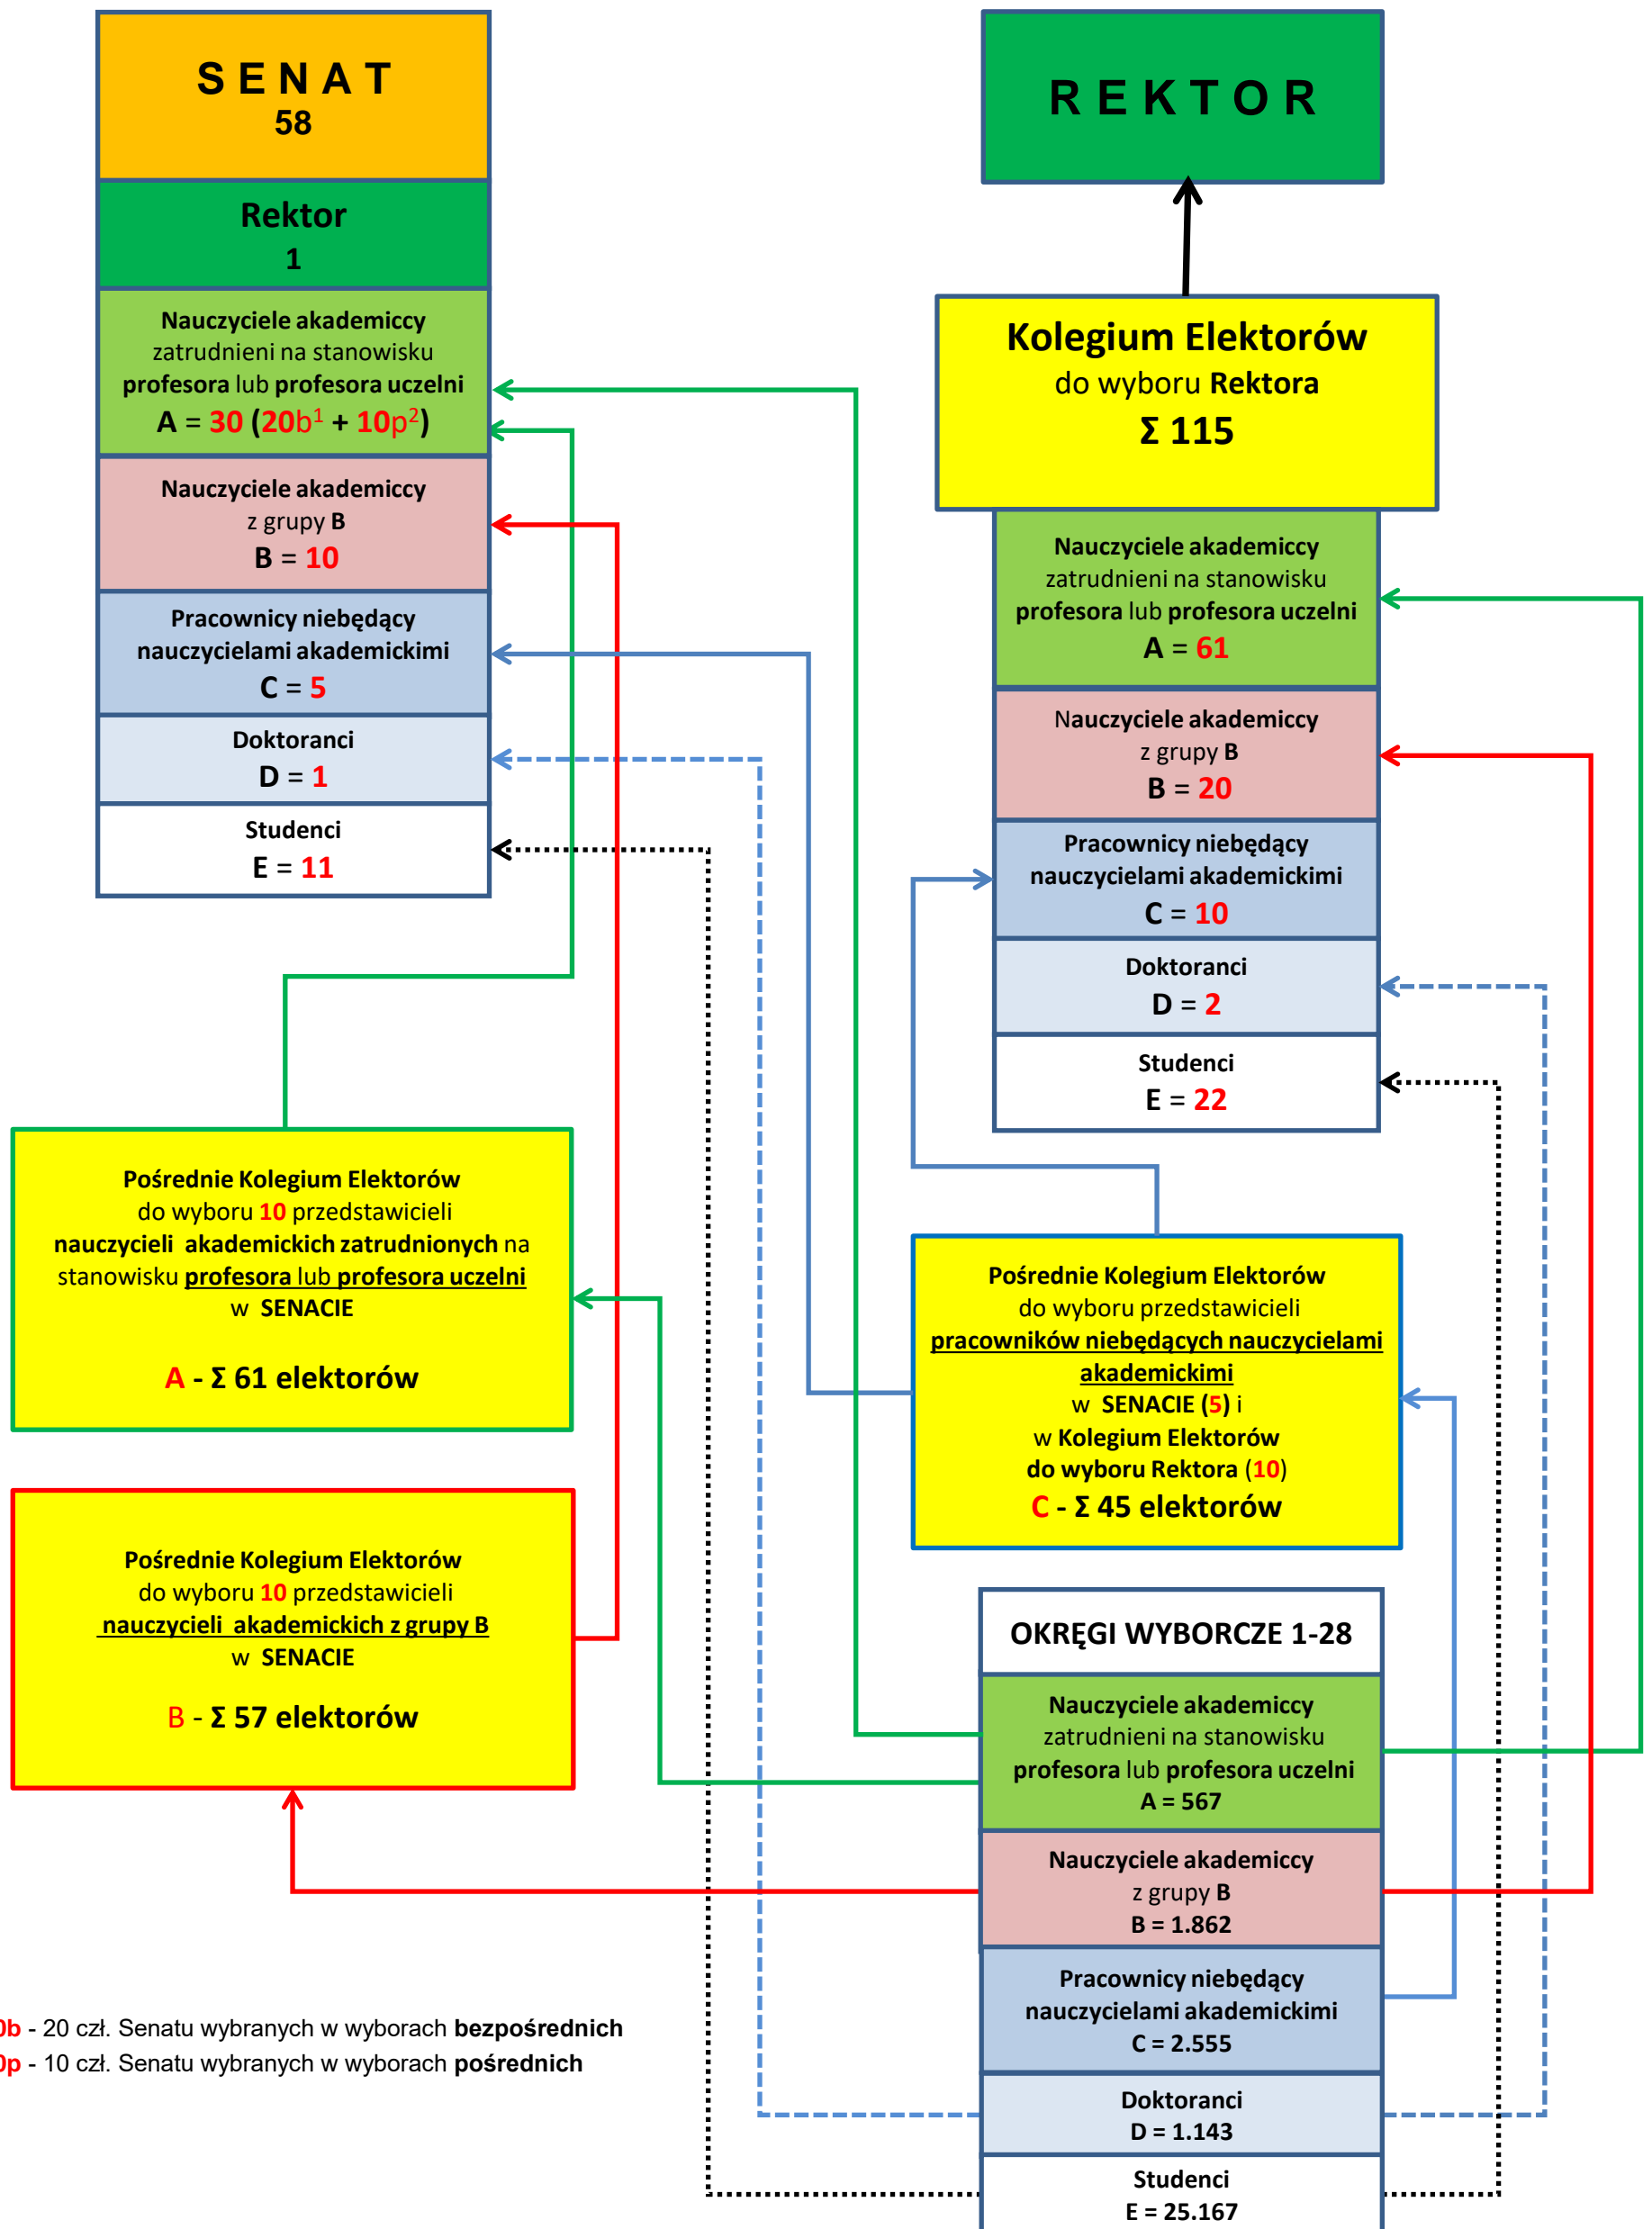 S E N A T
58
Rektor
1
Nauczyciele akademiccy
zatrudnieni na stanowisku
profesora lub profesora uczelni
A = 30 (20b¹ + 10p²)
Nauczyciele akademiccy
z grupy B
B = 10
Pracownicy niebędący
nauczycielami akademickimi
C = 5
Doktoranci
D = 1
Studenci
E = 11
R E K T O R
Kolegium Elektorów
do wyboru Rektora
Σ 115
Nauczyciele akademiccy
zatrudnieni na stanowisku
profesora lub profesora uczelni
A = 61
Nauczyciele akademiccy
z grupy B
B = 20
Pracownicy niebędący
nauczycielami akademickimi
C = 10
Doktoranci
D = 2
Studenci
E = 22
Pośrednie Kolegium Elektorów
do wyboru 10 przedstawicieli
nauczycieli akademickich zatrudnionych na
stanowisku profesora lub profesora uczelni
w SENACIE
A - Σ 61 elektorów
Pośrednie Kolegium Elektorów
do wyboru 10 przedstawicieli
nauczycieli akademickich z grupy B
w SENACIE
B - Σ 57 elektorów
Pośrednie Kolegium Elektorów
do wyboru przedstawicieli
pracowników niebędących nauczycielami
akademickimi
w SENACIE (5) i
w Kolegium Elektorów
do wyboru Rektora (10)
C - Σ 45 elektorów
OKRĘGI WYBORCZE 1-28
Nauczyciele akademiccy
zatrudnieni na stanowisku
profesora lub profesora uczelni
A = 567
Nauczyciele akademiccy
z grupy B
B = 1.862
Pracownicy niebędący
nauczycielami akademickimi
C = 2.555
Doktoranci
D = 1.143
Studenci
E = 25.167
0b - 20 czł. Senatu wybranych w wyborach bezpośrednich
0p - 10 czł. Senatu wybranych w wyborach pośrednich